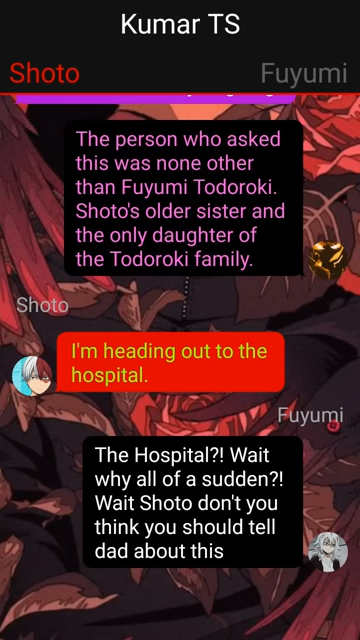 Kumar TS
Shoto
Fuyumi
The person who asked
this was none other
than Fuyumi Todoroki.
Shoto's older sister and
the only daughter of
the Todoroki family.
Shoto
I'm heading out to the
hospital.
Fuyumi
The Hospital?! Wait
why all of a sudden?!
Wait Shoto don't you
think you should tell
dad about this